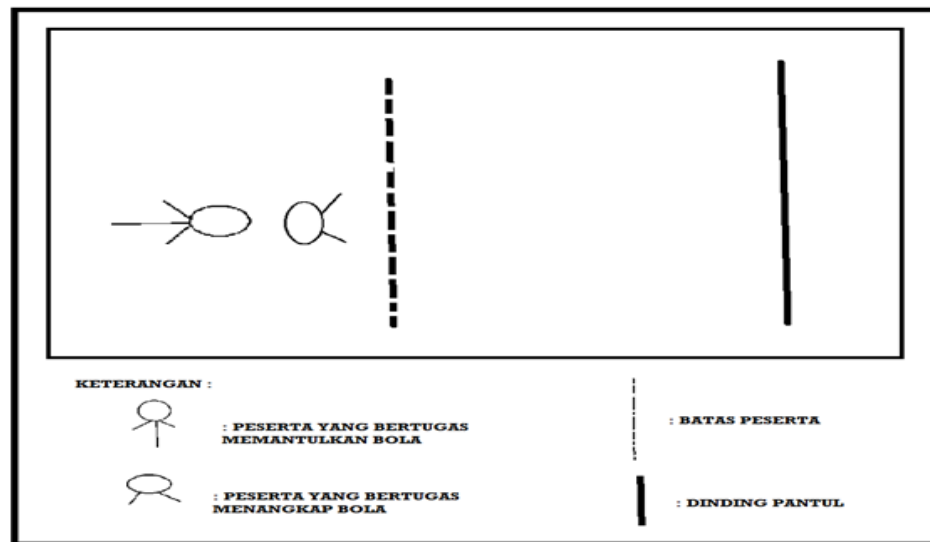 KETERANGAN :
: PESERTA YANG BERTUGAS
MEMANTULKAN BOLA
: BATAS PESERTA
: PESERTA YANG BERTUGAS
MENANGKAP BOLA
: DINDING PANTUL